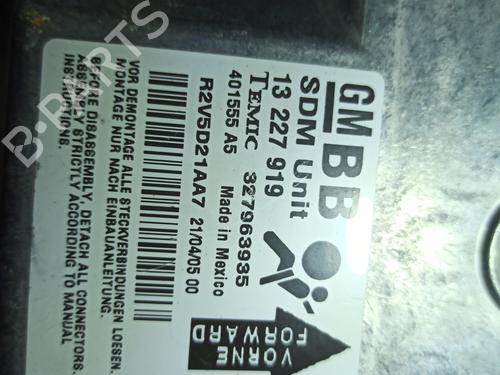 GM BB
SDM Unit
13 227 919
TEMIC 327963935
401555 A5 Made in Mexico
R2V5D21AA7 21/04/05 00
VORNE
FORWARD
VOR DEMONTAGE ALLE STECKVERBINDUNGEN LOESEN.
MONTAGE NUR NACH EINBAUANLEITUNG.
BEFORE DISASSEMBLY, DETACH ALL CONNECTORS.
ASSEMBLY STRICTLY ACCORDING TO MANUAL
INSTRUCTIONS.
B-PARTS